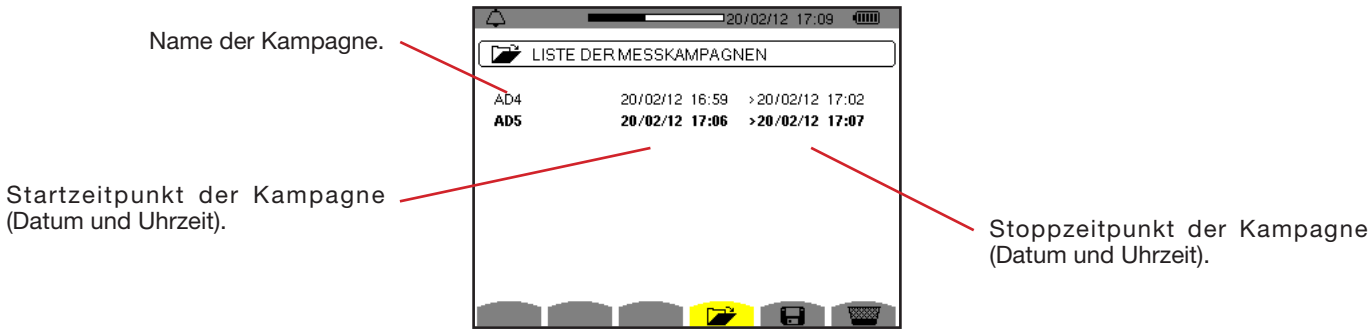 20/02/12 17:09
Name der Kampagne.
LISTE DER MESSKAMPAGNEN
AD4 20/02/12 16:59 >20/02/12 17:02
AD5 20/02/12 17:06 >20/02/12 17:07
Startzeitpunkt der Kampagne
(Datum und Uhrzeit).
Stoppzeitpunkt der Kampagne
(Datum und Uhrzeit).